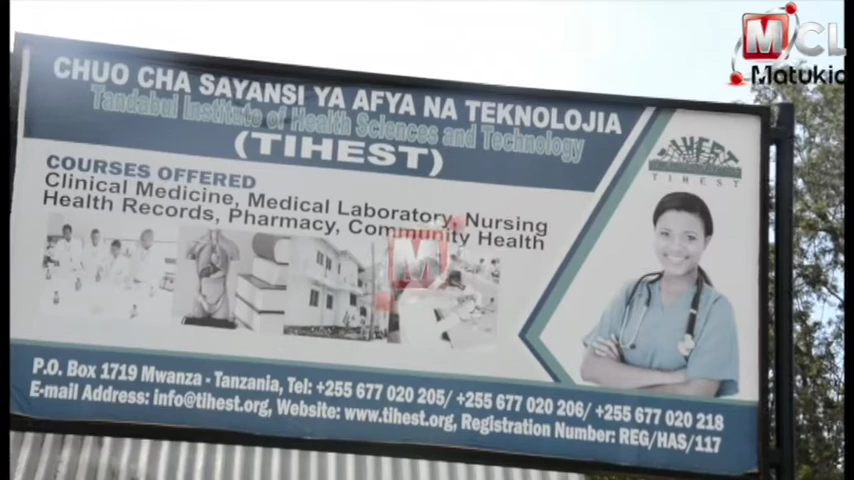 MCL
Matukio
CHUO CHA SAYANSI YA AFYA NA TEKNOLOJIA
Tandabui Institute of Health Sciences and Technology
(TIHEST)
TIHEST
COURSES OFFERED
Clinical Medicine, Medical Laboratory, Nursing
Health Records, Pharmacy, Community Health
M
P.O. Box 1719 Mwanza - Tanzania, Tel: +255 677 020 205/ +255 677 020 206/ +255 677 020 218
E-mail Address: info@tihest.org, Website: www.tihest.org, Registration Number: REG/HAS/117